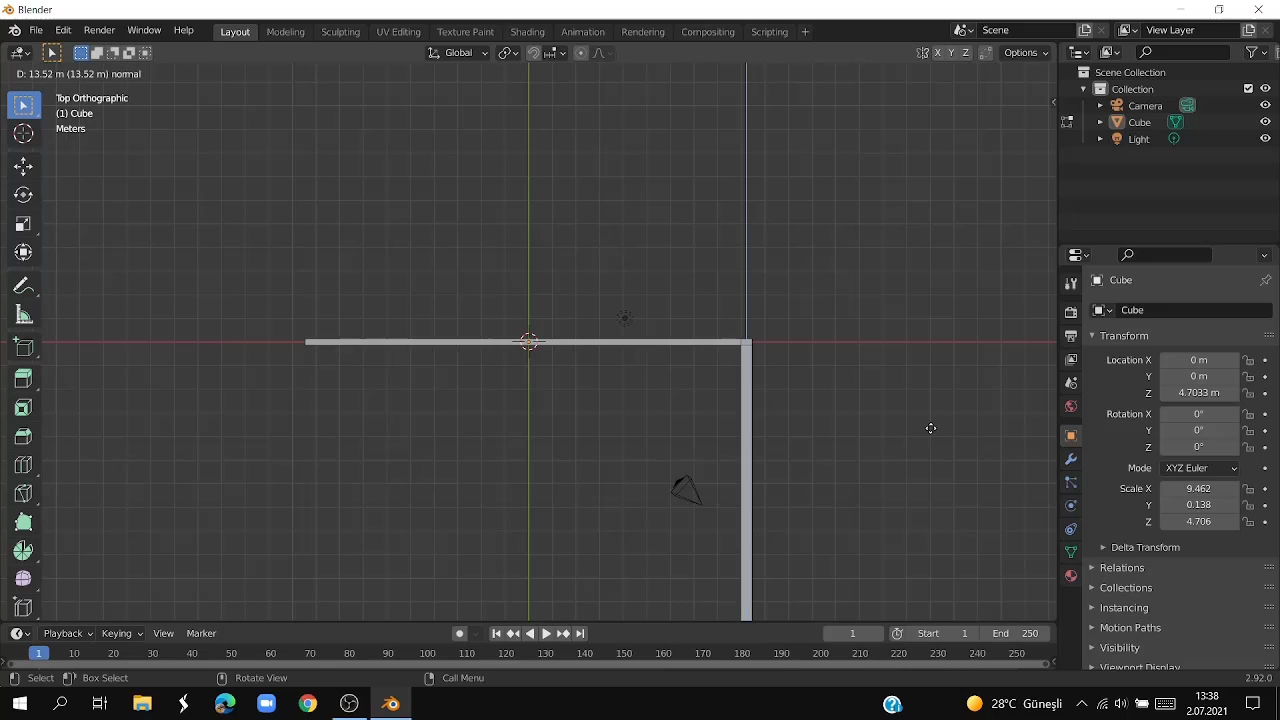 Blender
File Edit Render Window Help Layout Modeling Sculpting UV Editing Texture Paint Shading Animation Rendering Compositing Scripting + Scene View Layer
Global X Y Z Options
D: 13.52 m (13.52 m) normal
Top Orthographic
(1) Cube
Meters
Scene Collection
Collection
Camera
Cube
Light
Cube
Cube
Transform
Location X 0 m
Y 0 m
Z 4.7033 m
Rotation X 0°
Y 0°
Z 0°
Mode XYZ Euler
Scale X 9.462
Y 0.138
Z 4.706
Delta Transform
Relations
Collections
Instancing
Motion Paths
Visibility
Viewport Display
Playback Keying View Marker 1 Start 1 End 250
1 10 20 30 40 50 60 70 80 90 100 110 120 130 140 150 160 170 180 190 200 210 220 230 240 250
Select Box Select Rotate View Call Menu 2.92.0
28°C Güneşli
13:38
2.07.2021